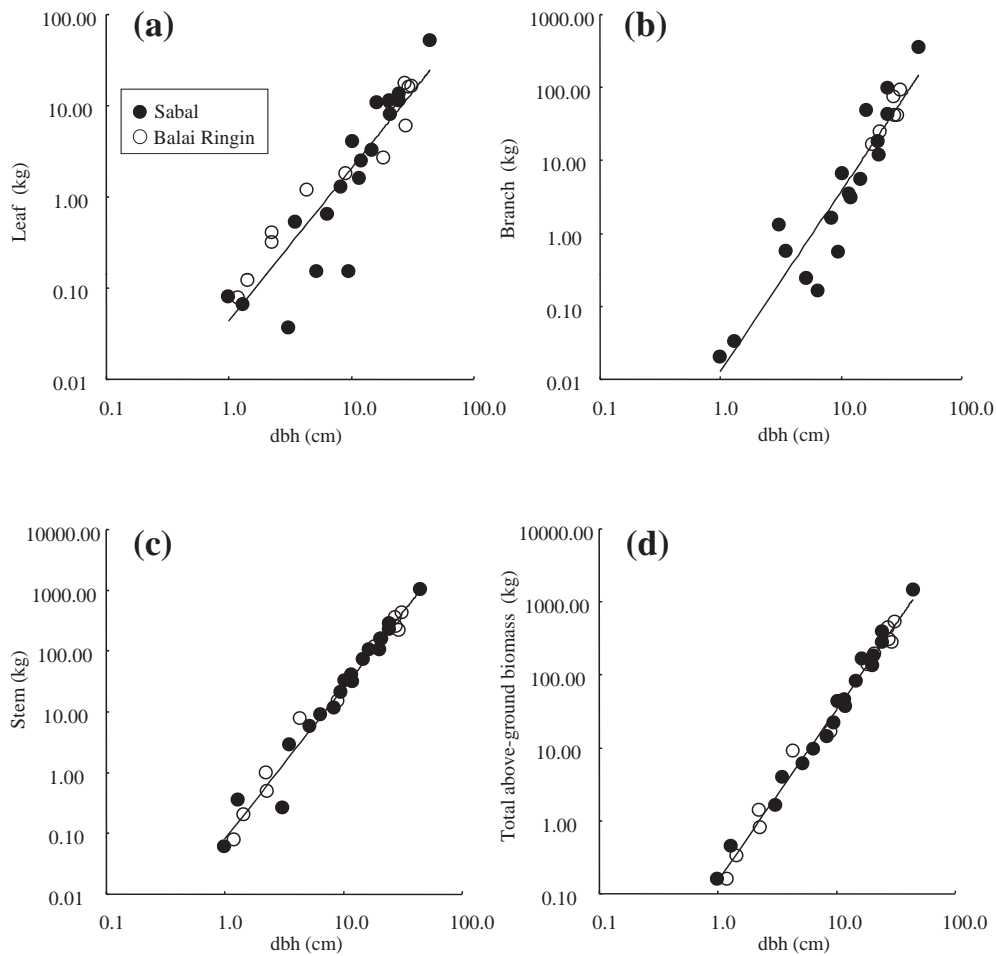 (a)
100.00
10.00
1.00
0.10
0.01
Leaf (kg)
Sabal
Balai Ringin
0.1
1.0
10.0
100.0
dbh (cm)
(b)
1000.00
100.00
10.00
1.00
0.10
0.01
Branch (kg)
0.1
1.0
10.0
100.0
dbh (cm)
(c)
10000.00
1000.00
100.00
10.00
1.00
0.10
0.01
Stem (kg)
0.1
1.0
10.0
100.0
dbh (cm)
(d)
10000.00
1000.00
100.00
10.00
1.00
0.10
Total above-ground biomass (kg)
0.1
1.0
10.0
100.0
dbh (cm)